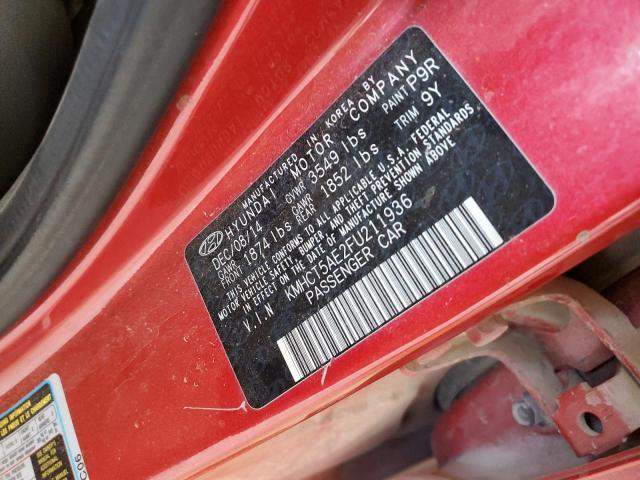 MANUFACTURED IN KOREA BY
HYUNDAI MOTOR COMPANY
DEC/08/14 GVWR 3549 lbs PAINT P9R
GAWR FRONT 1874 lbs GAWR REAR 1852 lbs TRIM 9Y
THIS VEHICLE CONFORMS TO ALL APPLICABLE U.S.A. FEDERAL
MOTOR VEHICLE SAFETY, BUMPER, AND THEFT PREVENTION STANDARDS
IN EFFECT ON THE DATE OF MANUFACTURE SHOWN ABOVE
V.I.N KMHCT5AE2FU211936
PASSENGER CAR